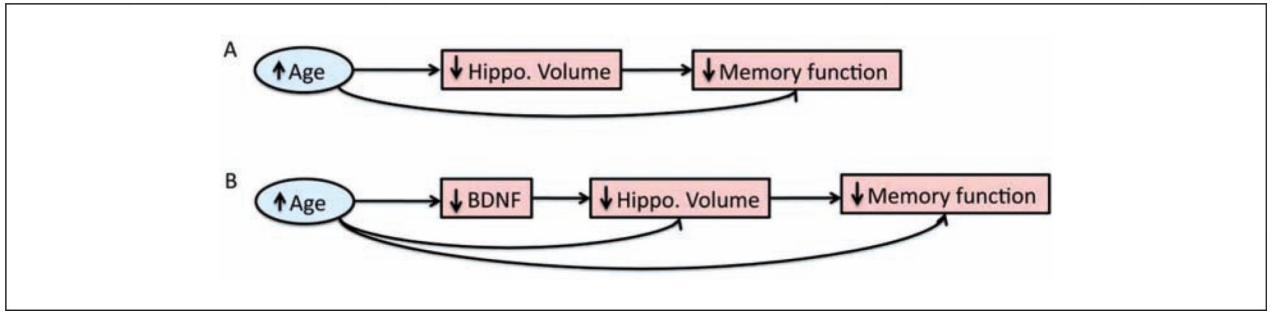 A
↑Age
↓Hippo. Volume
↓Memory function
B
↑Age
↓BDNF
↓Hippo. Volume
↓Memory function